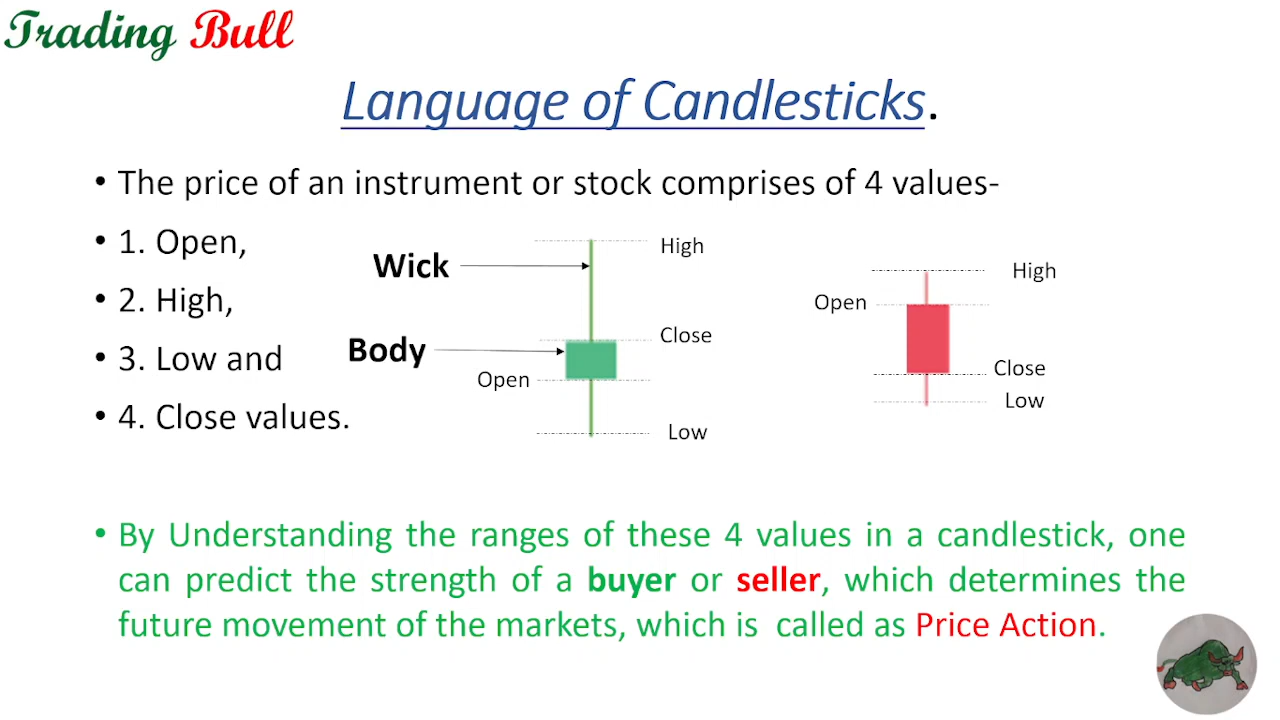 Trading Bull
Language of Candlesticks.
• The price of an instrument or stock comprises of 4 values-
• 1. Open,
• 2. High,
• 3. Low and
• 4. Close values.
Wick
High
Body
Close
Open
Low
High
Open
Close
Low
• By Understanding the ranges of these 4 values in a candlestick, one
can predict the strength of a buyer or seller, which determines the
future movement of the markets, which is called as Price Action.